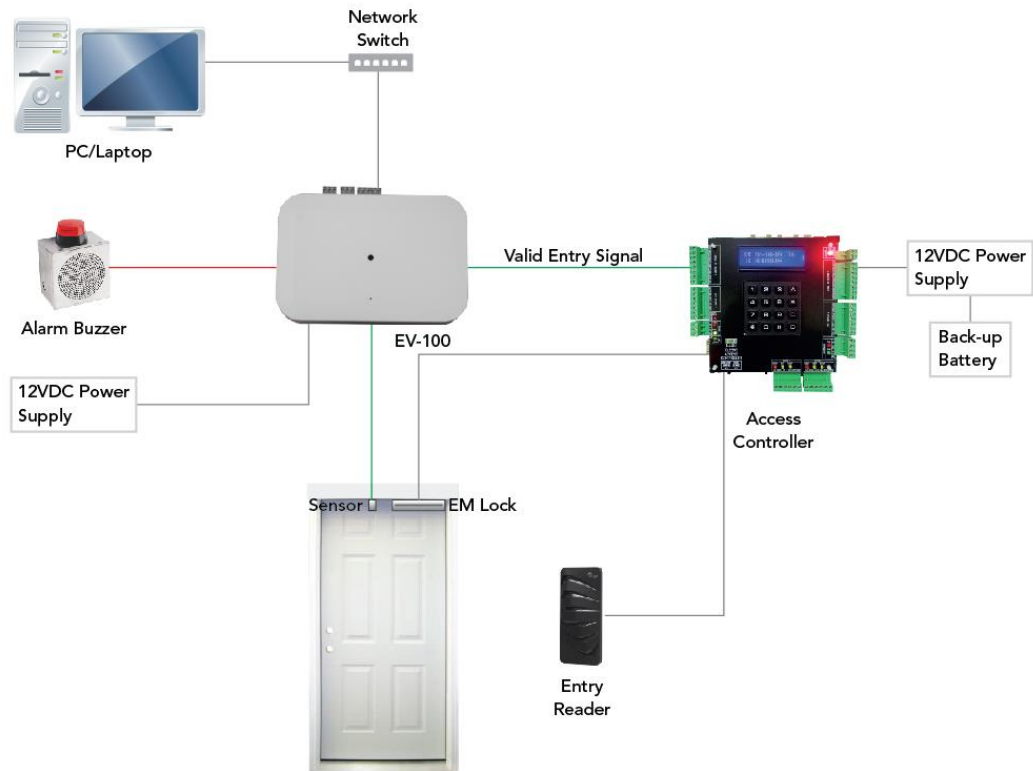 Network
Switch
PC/Laptop
Valid Entry Signal
12VDC Power
Supply
Alarm Buzzer
EV-100
Back-up
Battery
12VDC Power
Supply
Access
Controller
Sensor
EM Lock
Entry
Reader